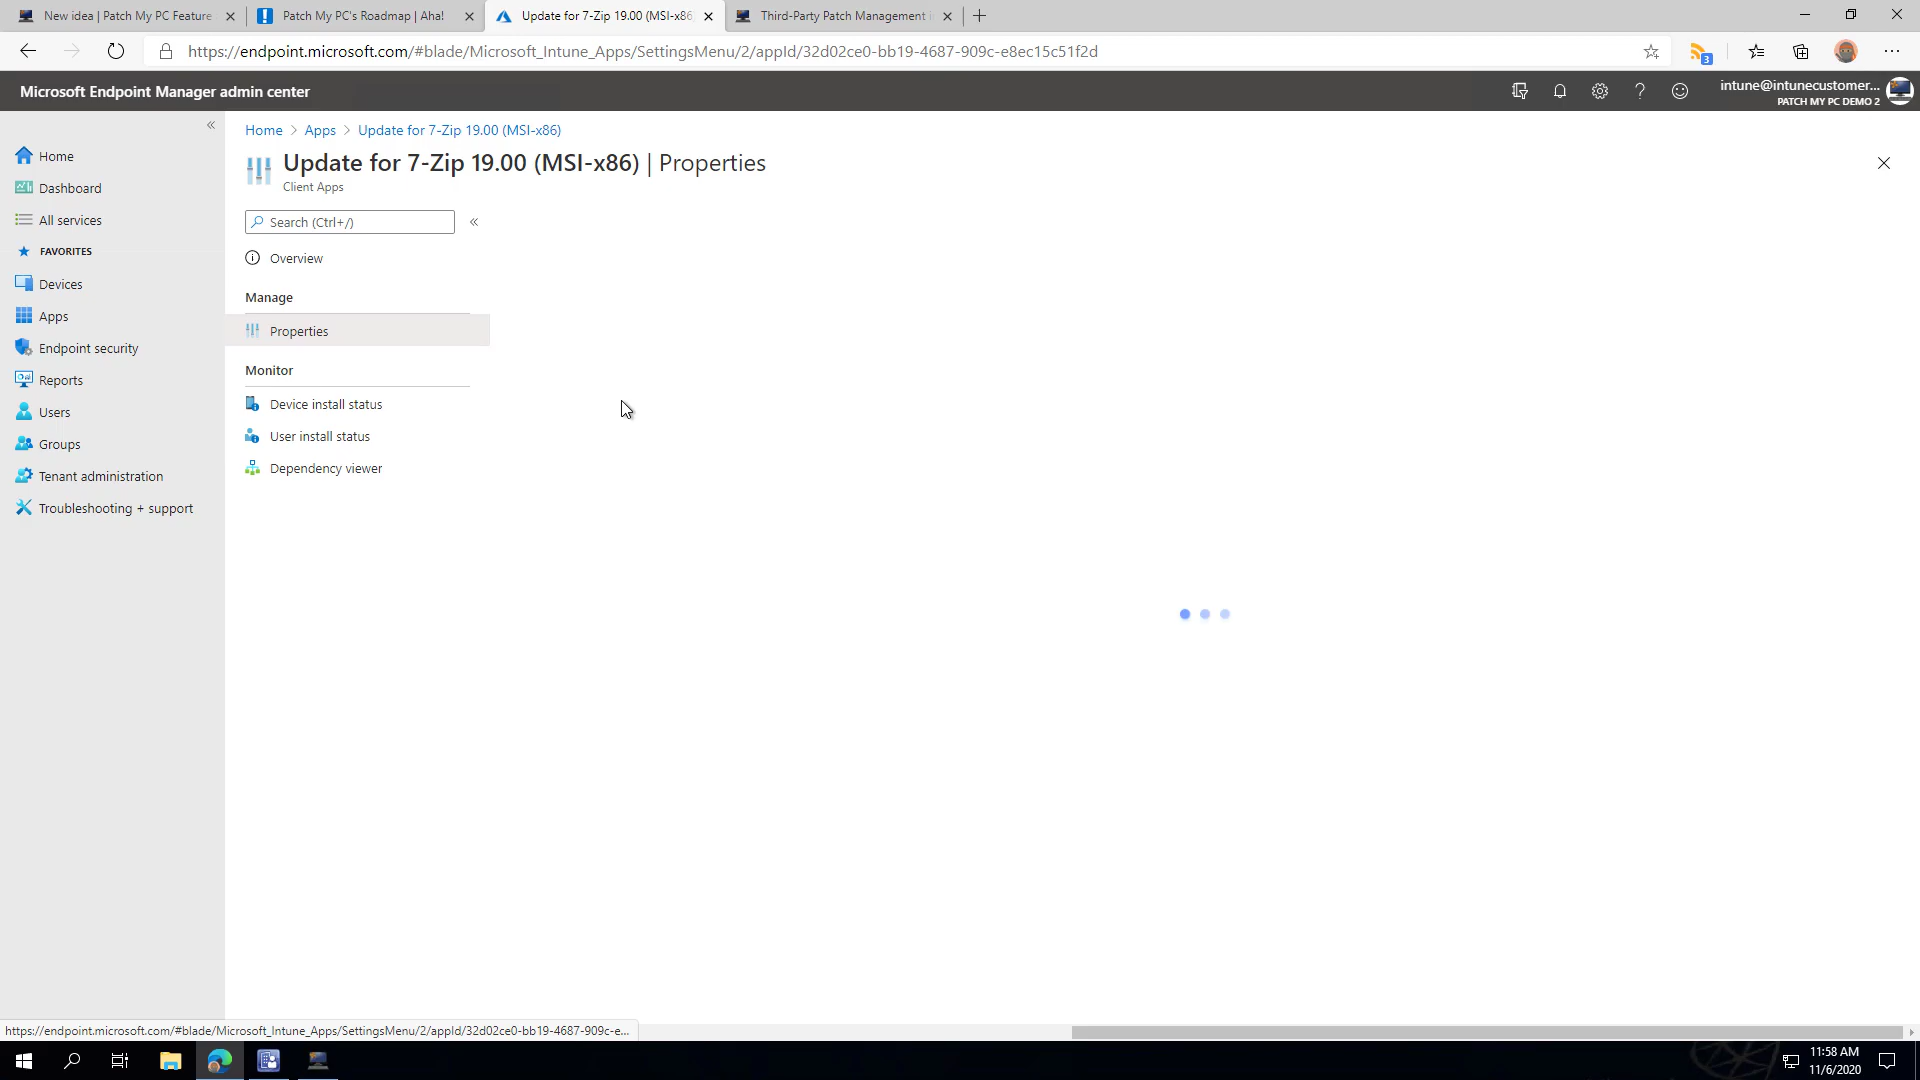 New idea | Patch My PC Feature
Patch My PC's Roadmap | Aha!
Update for 7-Zip 19.00 (MSI-x86
Third-Party Patch Management i
https://endpoint.microsoft.com/#blade/Microsoft_Intune_Apps/SettingsMenu/2/appId/32d02ce0-bb19-4687-909c-e8ec15c51f2d
3
Microsoft Endpoint Manager admin center
intune@intunecustomer...
PATCH MY PC DEMO 2
Home
Dashboard
All services
FAVORITES
Devices
Apps
Endpoint security
Reports
Users
Groups
Tenant administration
Troubleshooting + support
Home > Apps > Update for 7-Zip 19.00 (MSI-x86)
Update for 7-Zip 19.00 (MSI-x86) | Properties
Client Apps
Search (Ctrl+/)
Overview
Manage
Properties
Monitor
Device install status
User install status
Dependency viewer
https://endpoint.microsoft.com/#blade/Microsoft_Intune_Apps/SettingsMenu/2/appId/32d02ce0-bb19-4687-909c-e...
11:58 AM
11/6/2020